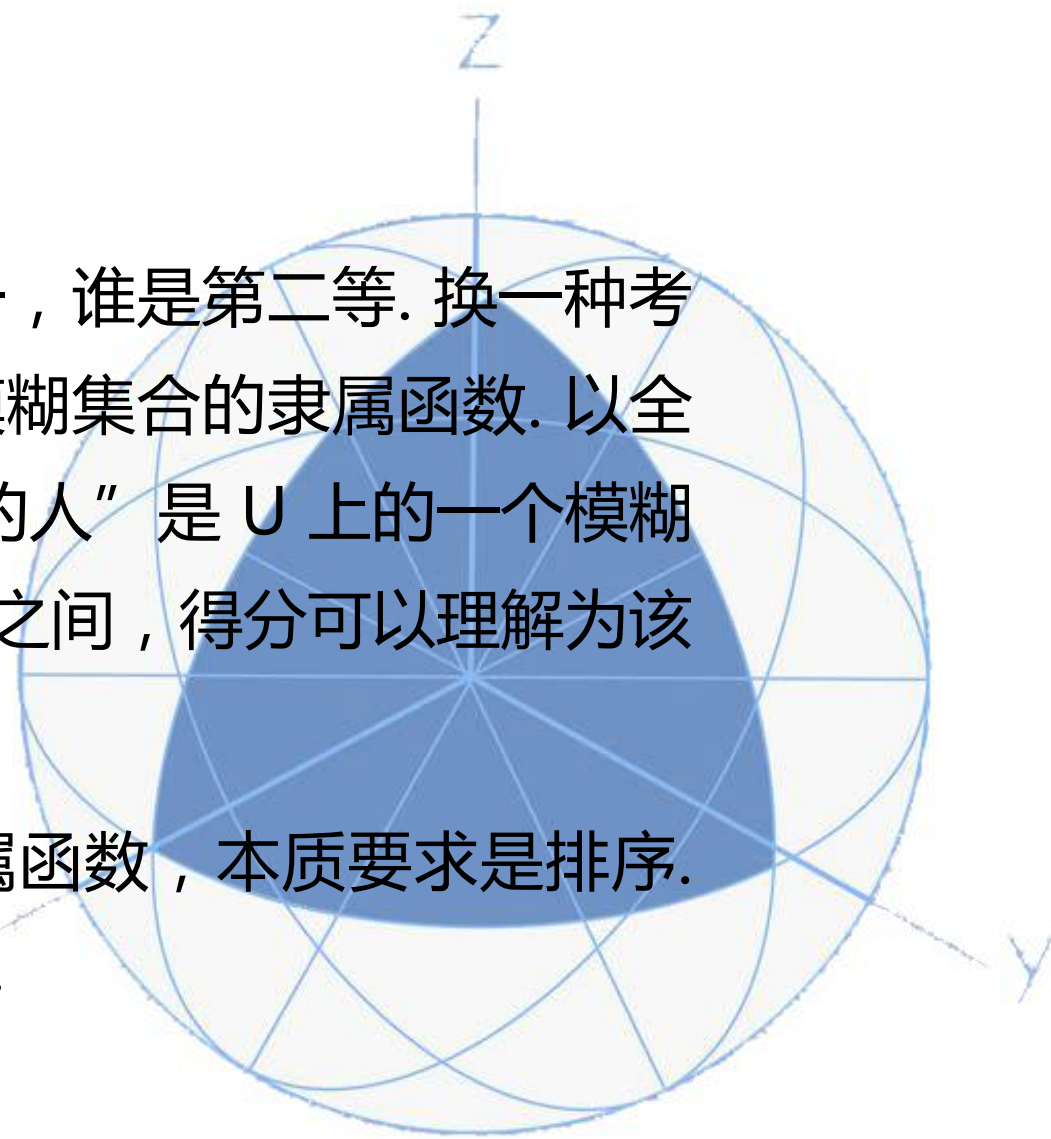 Z
，谁是第二等. 换一种考
糊集合的隶属函数. 以全
的人”是 U 上的一个模糊
之间，得分可以理解为该
属函数，本质要求是排序.
.
y